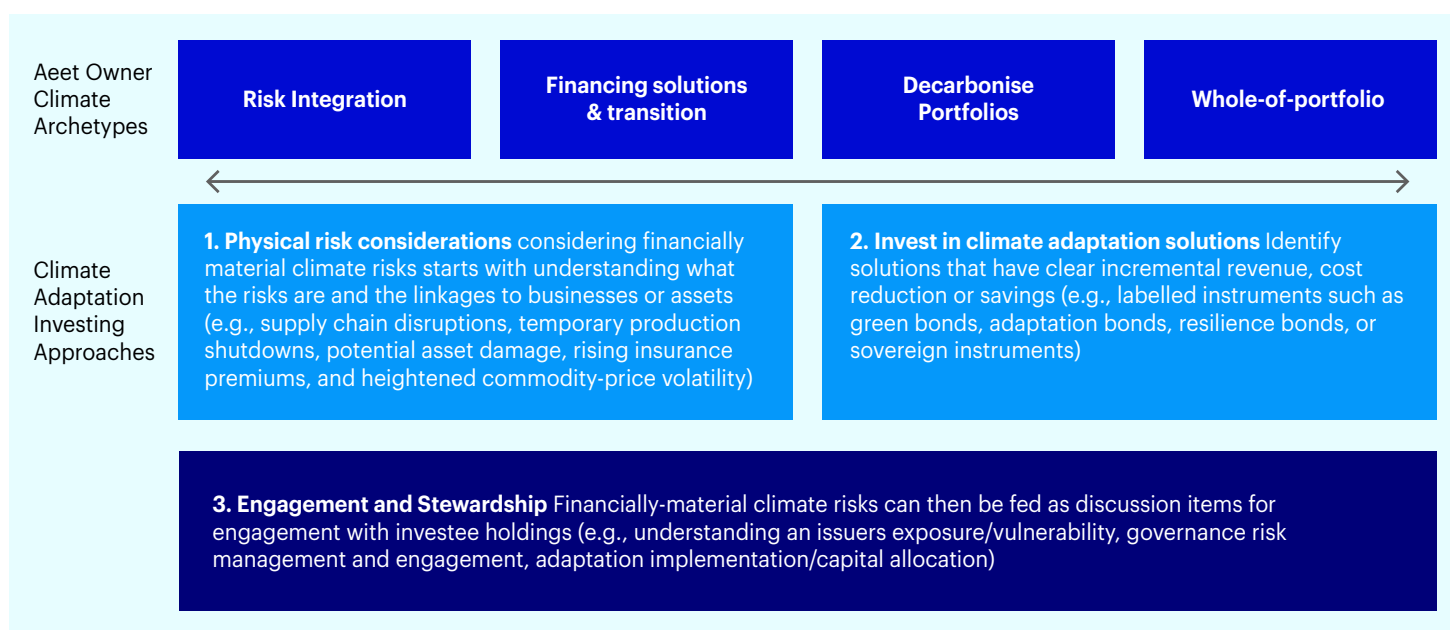 Aeet Owner
Climate
Archetypes
Risk Integration
Financing solutions
& transition
Decarbonise
Portfolios
Whole-of-portfolio
Climate
Adaptation
Investing
Approaches
1. Physical risk considerations considering financially
material climate risks starts with understanding what
the risks are and the linkages to businesses or assets
(e.g., supply chain disruptions, temporary production
shutdowns, potential asset damage, rising insurance
premiums, and heightened commodity-price volatility)
2. Invest in climate adaptation solutions Identify
solutions that have clear incremental revenue, cost
reduction or savings (e.g., labelled instruments such as
green bonds, adaptation bonds, resilience bonds, or
sovereign instruments)
3. Engagement and Stewardship Financially-material climate risks can then be fed as discussion items for
engagement with investee holdings (e.g., understanding an issuers exposure/vulnerability, governance risk
management and engagement, adaptation implementation/capital allocation)